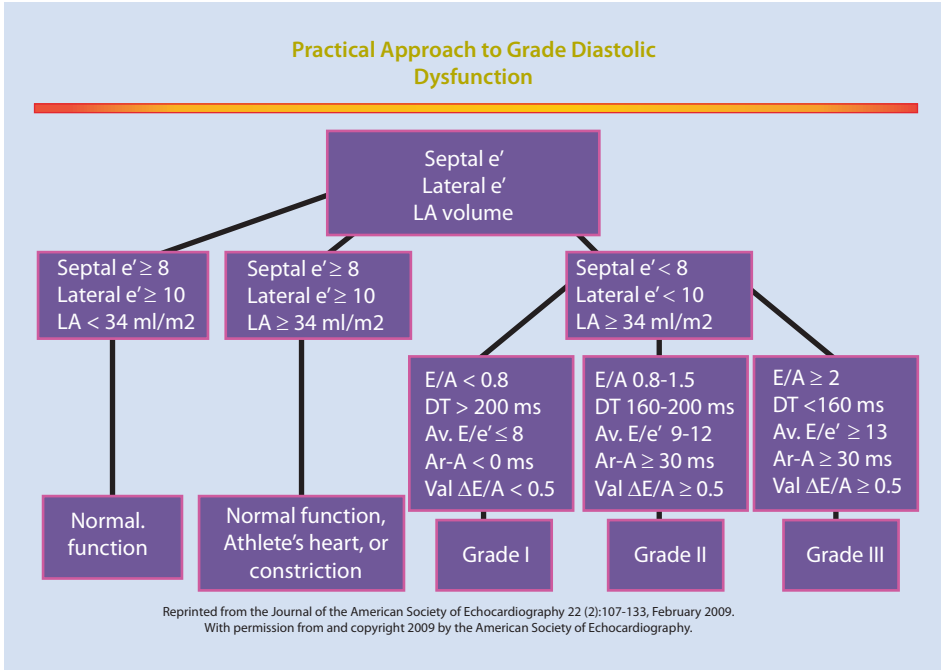 Practical Approach to Grade Diastolic
Dysfunction
Septal e'
Lateral e'
LA volume
Septal e' ≥ 8
Lateral e' ≥ 10
LA < 34 ml/m2
Septal e' ≥ 8
Lateral e' ≥ 10
LA ≥ 34 ml/m2
Septal e' < 8
Lateral e' < 10
LA ≥ 34 ml/m2
E/A < 0.8
DT > 200 ms
Av. E/e' ≤ 8
Ar-A < 0 ms
Val ΔE/A < 0.5
E/A 0.8-1.5
DT 160-200 ms
Av. E/e' 9-12
Ar-A ≥ 30 ms
Val ΔE/A ≥ 0.5
E/A ≥ 2
DT <160 ms
Av. E/e' ≥ 13
Ar-A ≥ 30 ms
Val ΔE/A ≥ 0.5
Normal.
function
Normal function,
Athlete's heart, or
constriction
Grade I
Grade II
Grade III
Reprinted from the Journal of the American Society of Echocardiography 22 (2):107-133, February 2009.
With permission from and copyright 2009 by the American Society of Echocardiography.